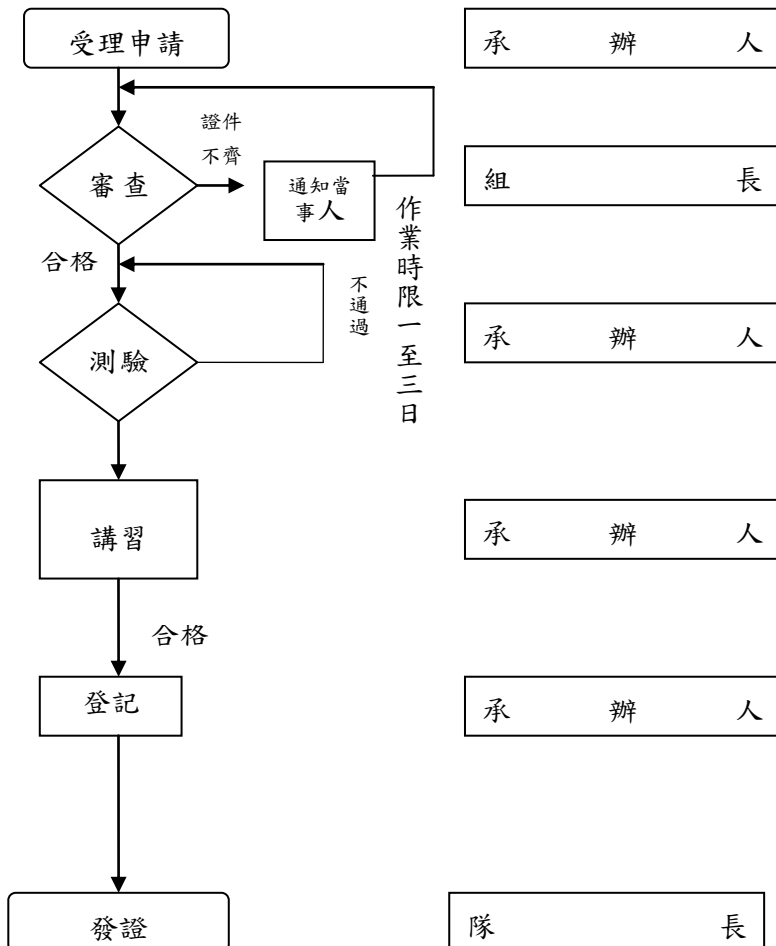 受理申請
承 辦 人
證件
不齊
審查
通知當
事人
組 長
作業時限一至三日
合格
不通過
測驗
承 辦 人
講習
承 辦 人
合格
登記
承 辦 人
發證
隊 長